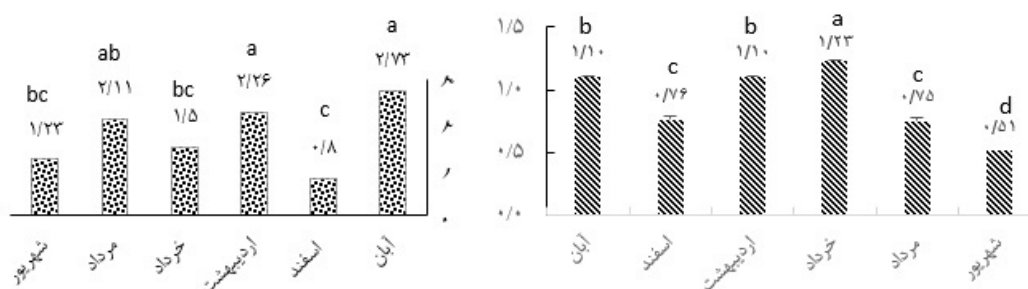 a
۲/۷۳
a
۲/۲۶
ab
۲/۱۱
bc
۱/۵
bc
۱/۲۳
c
۰/۸
۳
۲
۱
۰
شهریور
مرداد
خرداد
اردیبهشت
اسفند
آبان
۱/۵
۱/۰
۰/۵
۰/۰
b
۱/۱۰
c
۰/۷۶
b
۱/۱۰
a
۱/۲۳
c
۰/۷۵
d
۰/۵۱
آبان
اسفند
اردیبهشت
خرداد
مرداد
شهریور